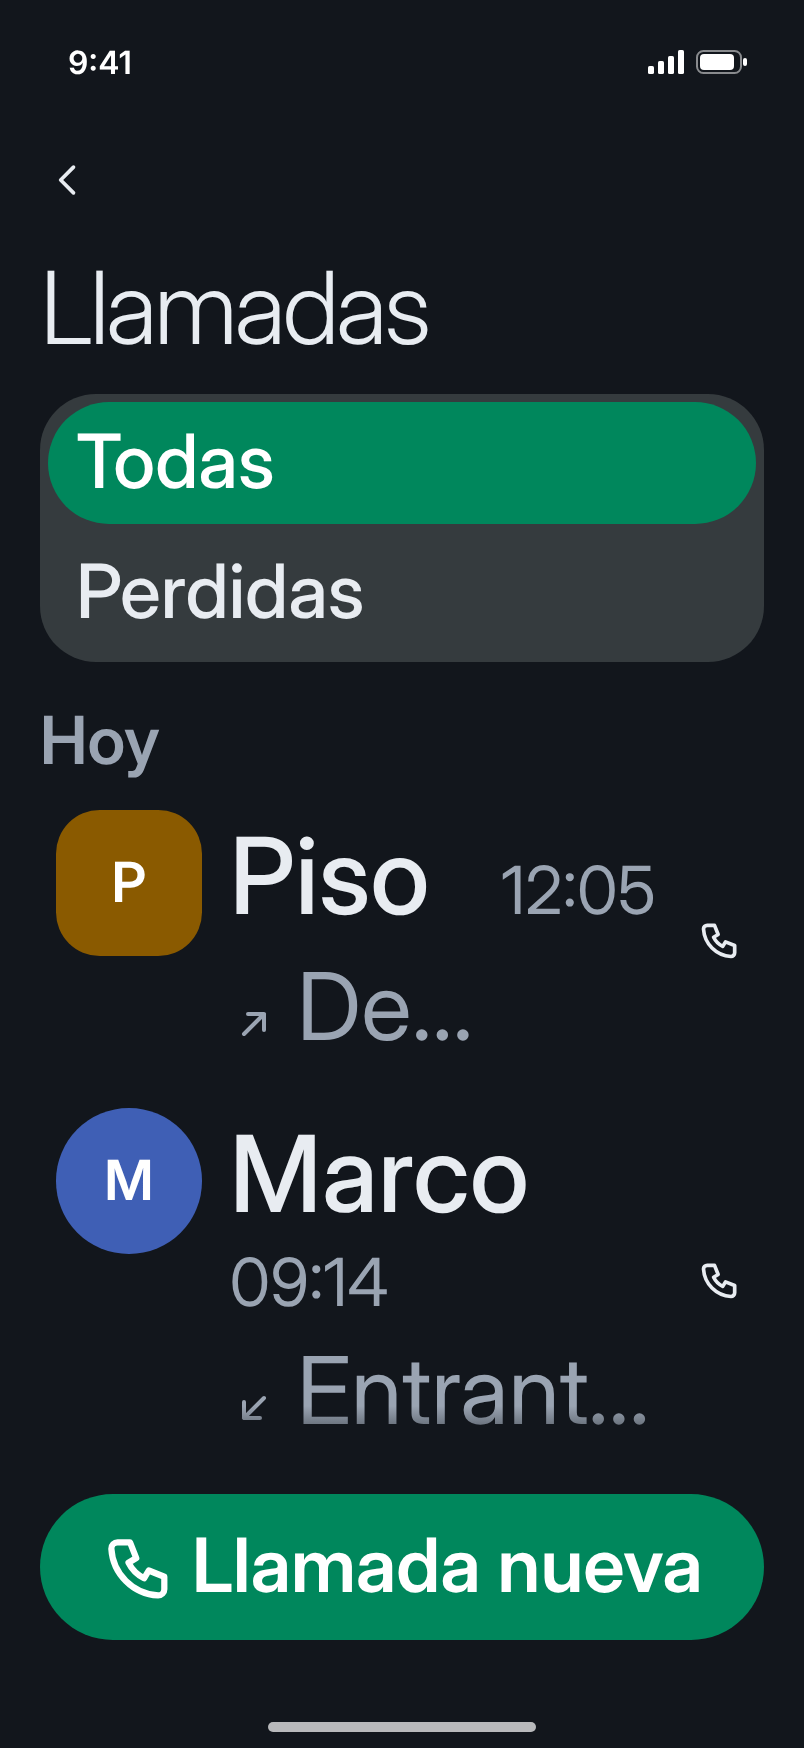 9:41
Llamadas
Todas
Perdidas
Hoy
P
Piso 12:05
De...
M
Marco
09:14
Entrant...
Llamada nueva